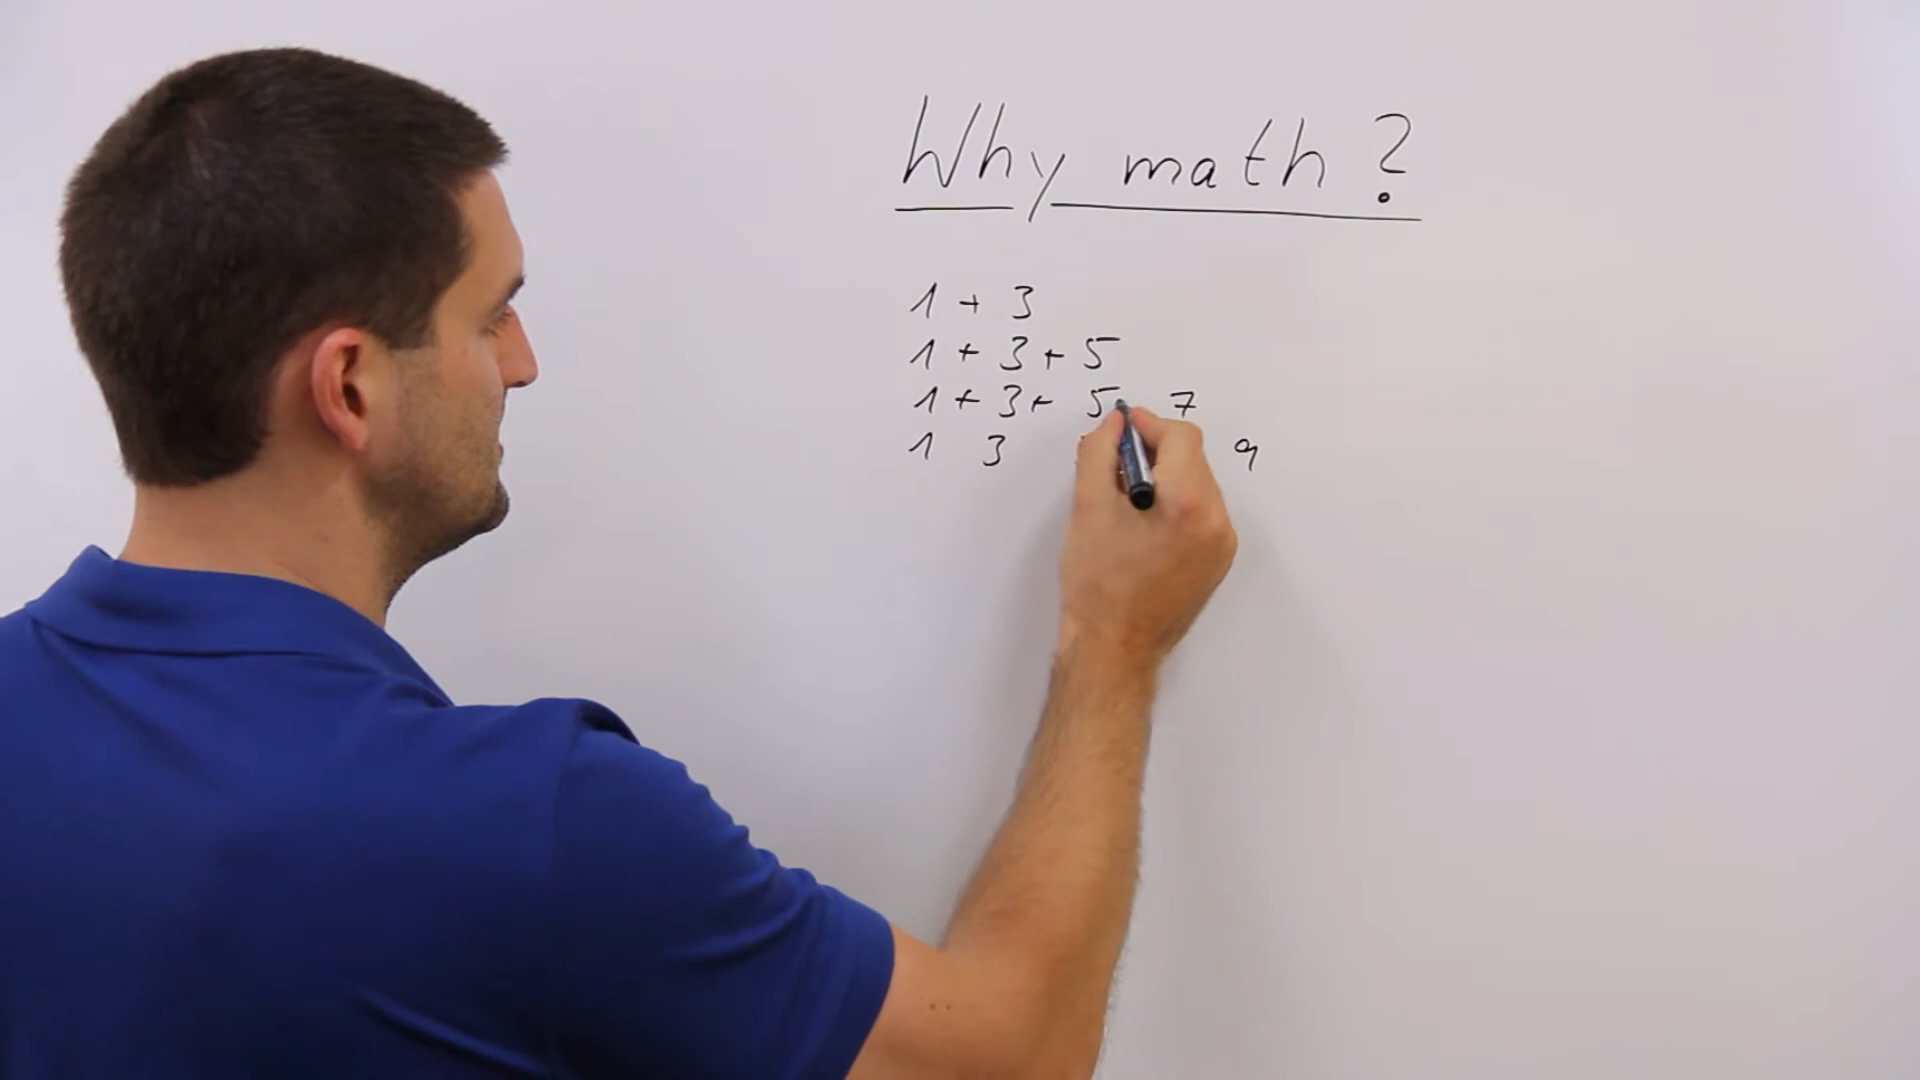 Why math?
1 + 3
1 + 3 + 5
1 + 3 + 5 7
1 3 9